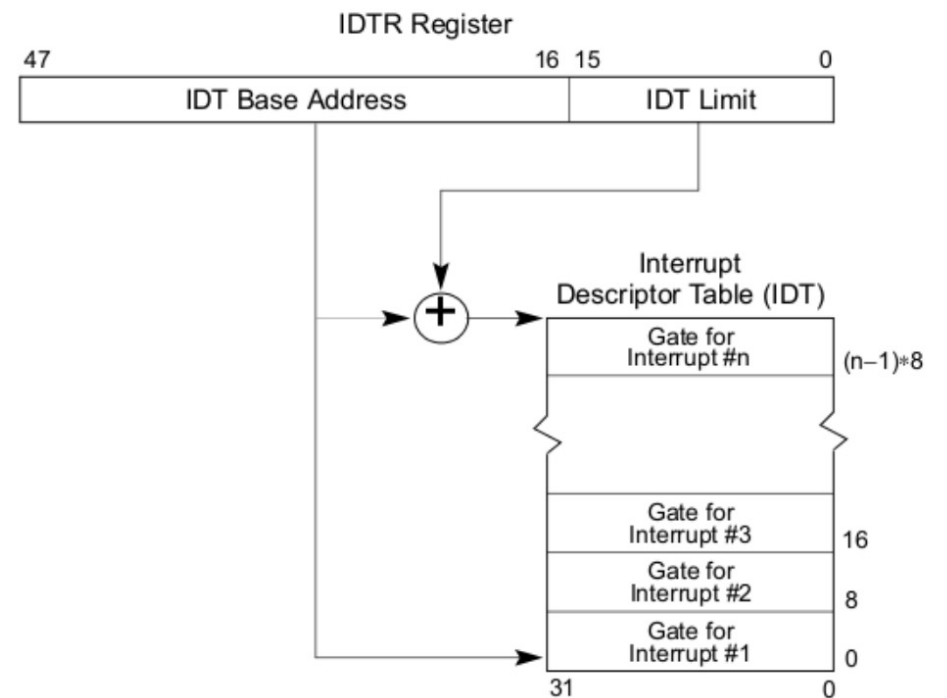 IDTR Register
47 16 15 0
IDT Base Address IDT Limit
+
Interrupt
Descriptor Table (IDT)
Gate for
Interrupt #n
(n−1)*8
Gate for
Interrupt #3
16
Gate for
Interrupt #2
8
Gate for
Interrupt #1
0
31 0